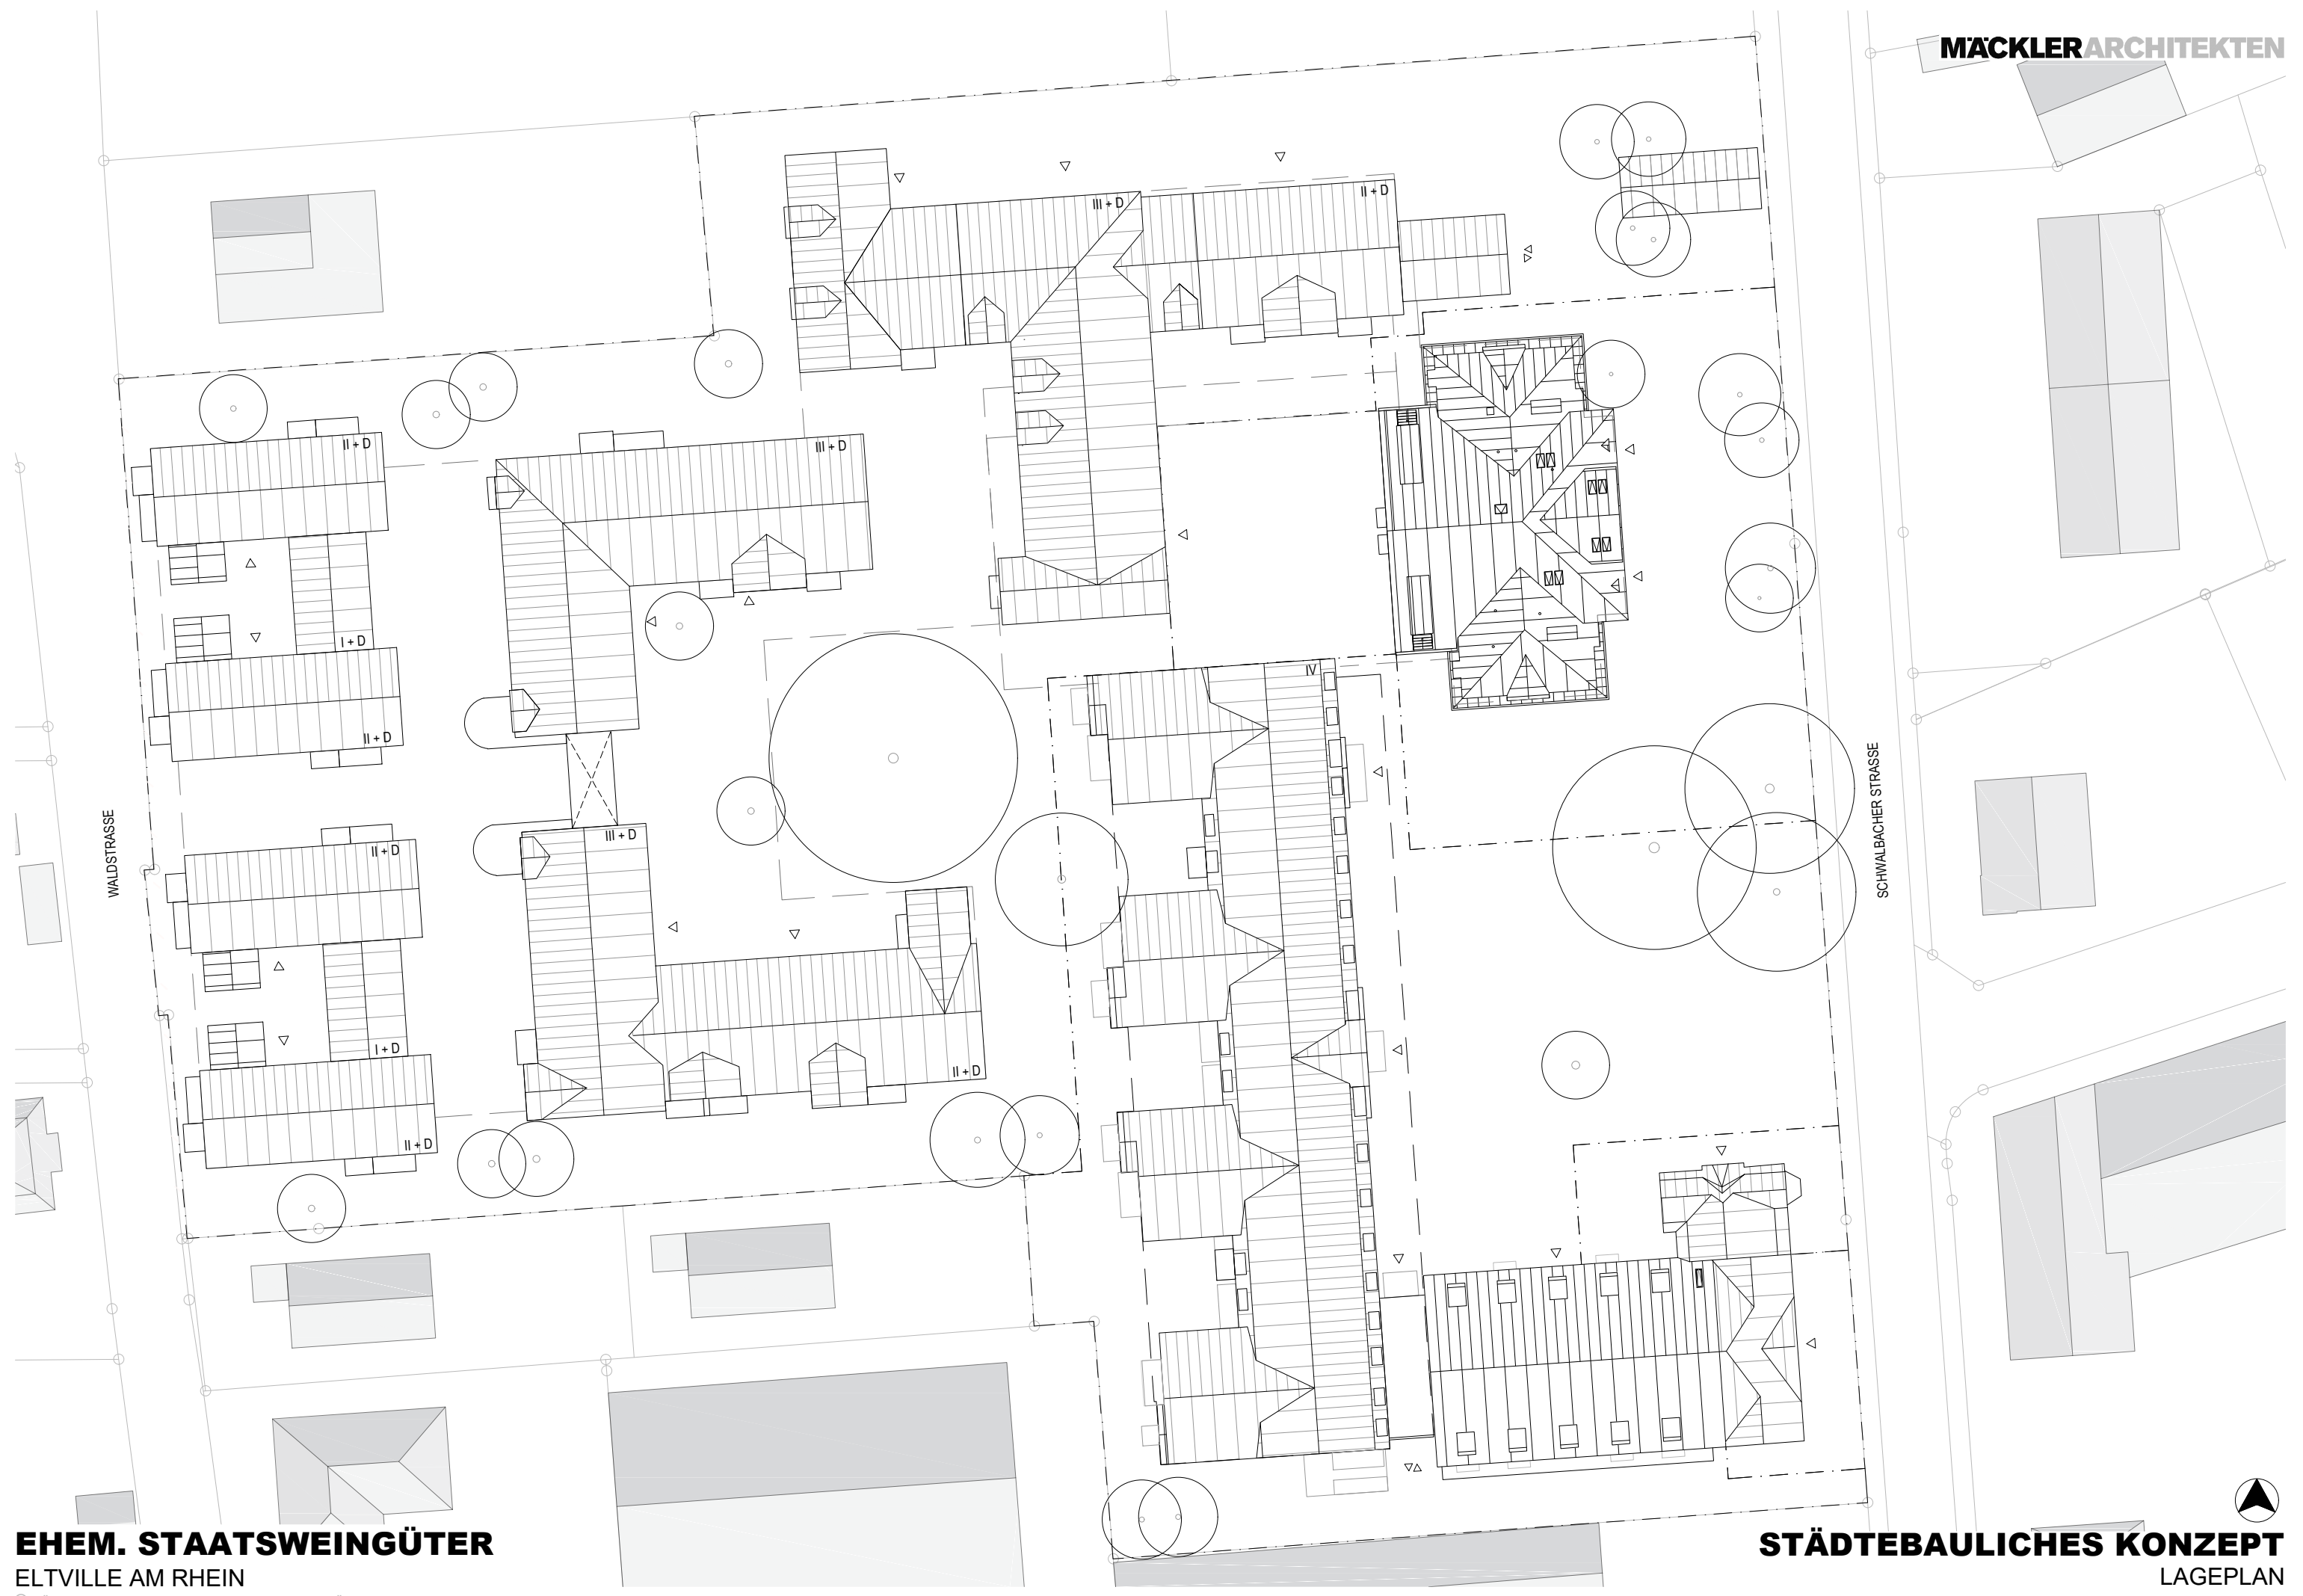 MÄCKLERARCHITEKTEN
II + D
III + D
II + D
III + D
I + D
II + D
IV
WALDSTRASSE
SCHWALBACHER STRASSE
III + D
II + D
I + D
II + D
II + D
EHEM. STAATSWEINGÜTER
ELTVILLE AM RHEIN
STÄDTEBAULICHES KONZEPT
LAGEPLAN